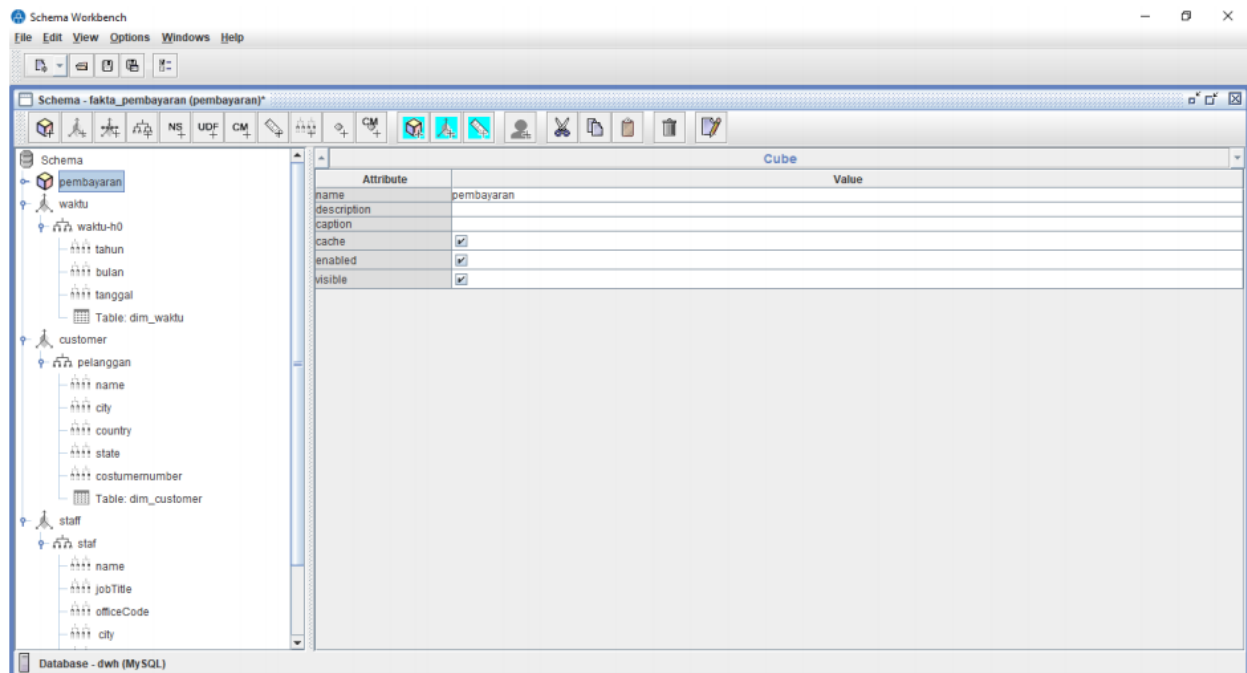 Schema Workbench
File Edit View Options Windows Help
Schema - fakta_pembayaran (pembayaran)*
NS UDF CM CM
Schema
pembayaran
waktu
waktu-h0
tahun
bulan
tanggal
Table: dim_waktu
customer
pelanggan
name
city
country
state
costumernumber
Table: dim_customer
staff
staf
name
jobTitle
officeCode
city
Cube
Attribute Value
name pembayaran
description
caption
cache
enabled
visible
Database - dwh (MySQL)